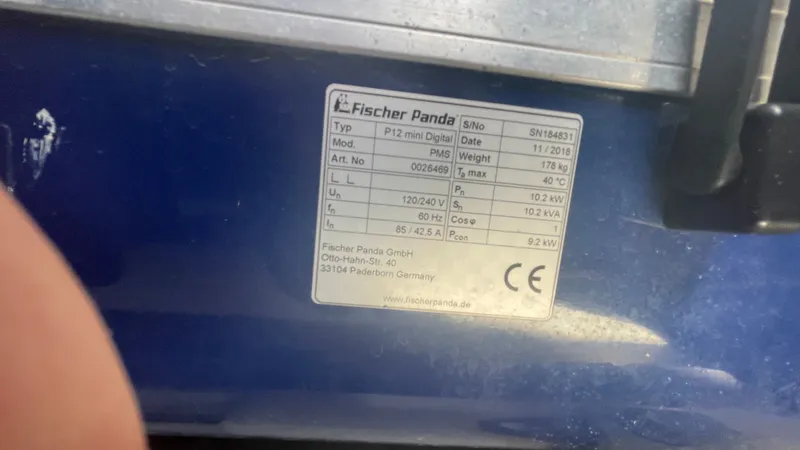 Fischer Panda
Typ P12 mini Digital
Mod. PMS
Art. No 0026469
Un 120/240 V
fn 60 Hz
In 85 / 42.5 A
S/No SN184831
Date 11 / 2018
Weight 178 kg
Ta max 40 °C
Pn 10.2 kW
Sn 10.2 kVA
Cosφ 1
Pcon 9.2 kW
Fischer Panda GmbH
Otto-Hahn-Str. 40
33104 Paderborn Germany
CE
www.fischerpanda.de